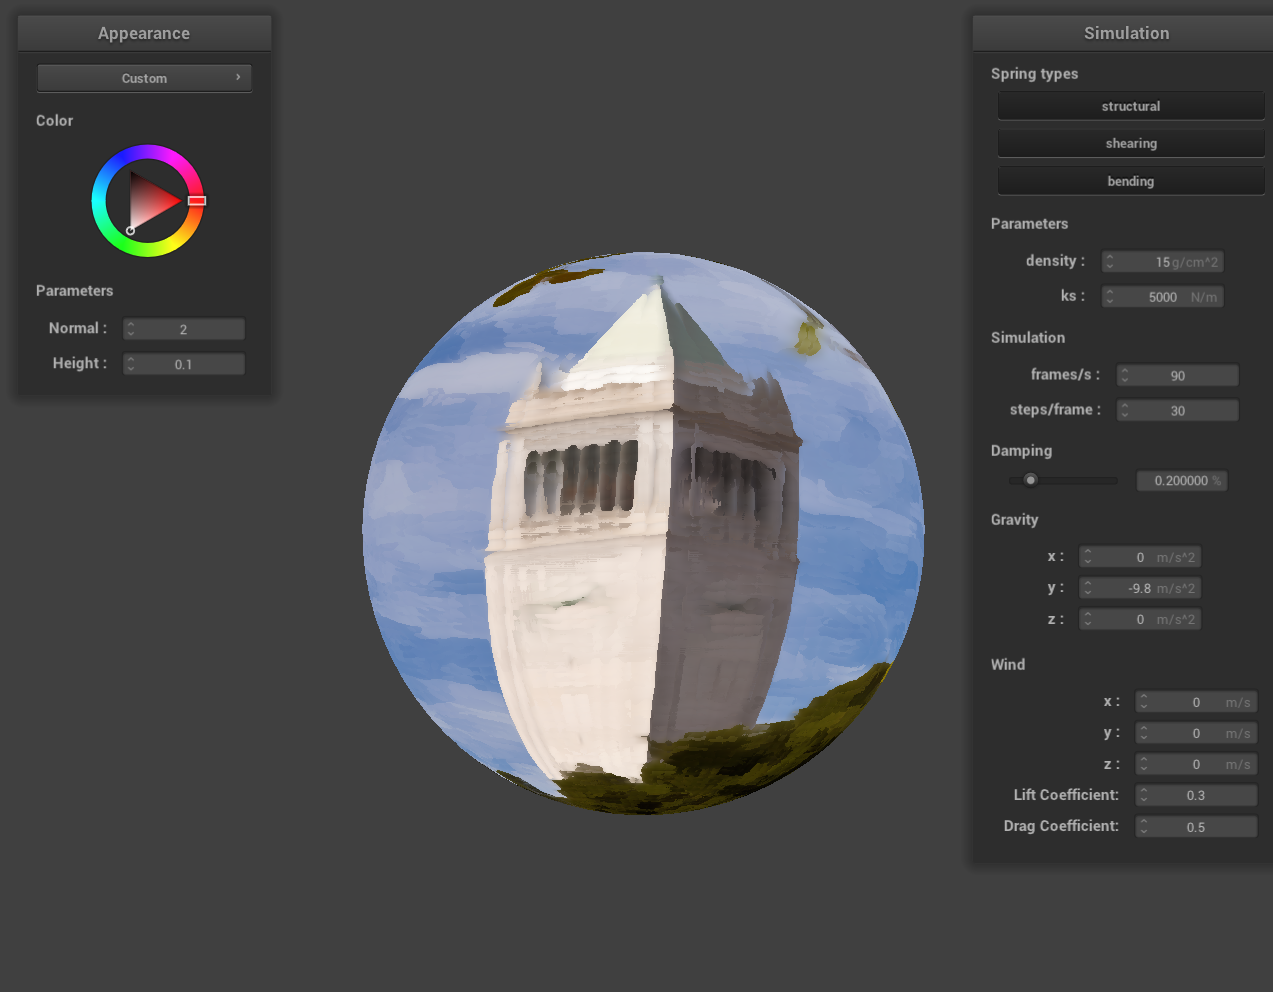 Appearance
Custom
Color
Parameters
Normal : 2
Height : 0.1
Simulation
Spring types
structural
shearing
bending
Parameters
density : 15 g/cm^2
ks : 5000 N/m
Simulation
frames/s : 90
steps/frame : 30
Damping
0.200000 %
Gravity
x : 0 m/s^2
y : -9.8 m/s^2
z : 0 m/s^2
Wind
x : 0 m/s
y : 0 m/s
z : 0 m/s
Lift Coefficient: 0.3
Drag Coefficient: 0.5